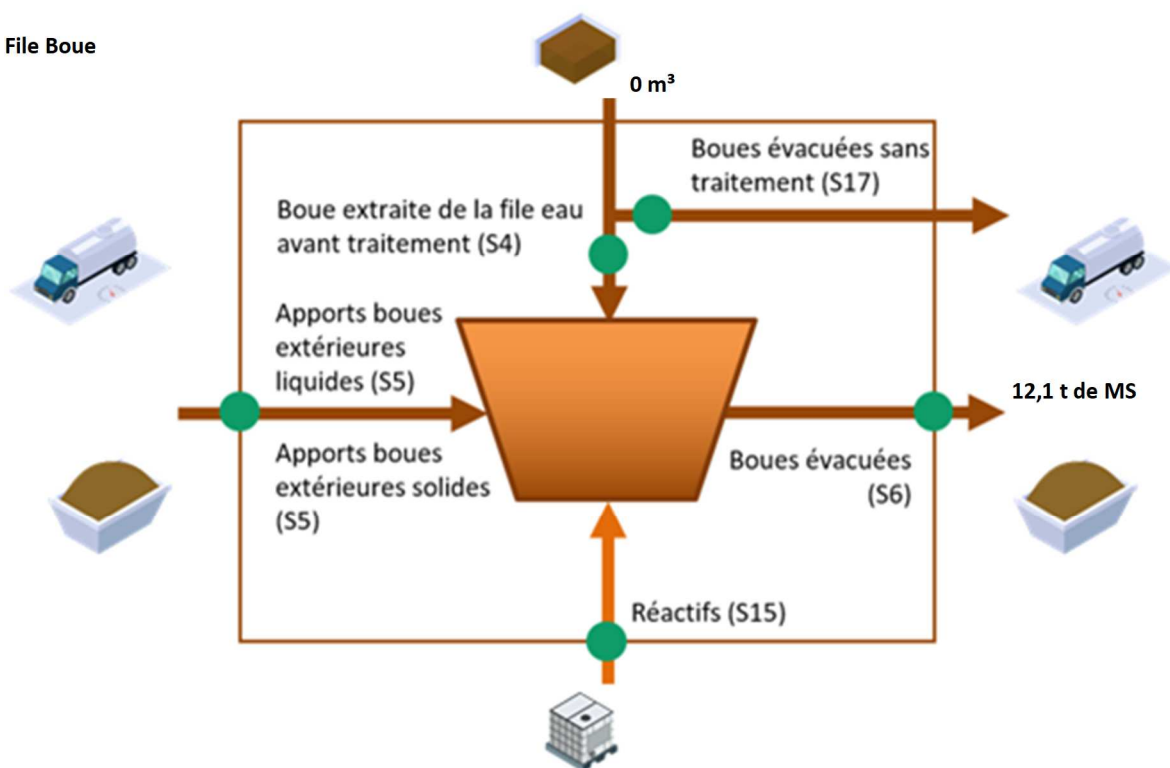 File Boue
0 m³
Boues évacuées sans
traitement (S17)
Boue extraite de la file eau
avant traitement (S4)
Apports boues
extérieures
liquides (S5)
12,1 t de MS
Apports boues
extérieures solides
(S5)
Boues évacuées
(S6)
Réactifs (S15)